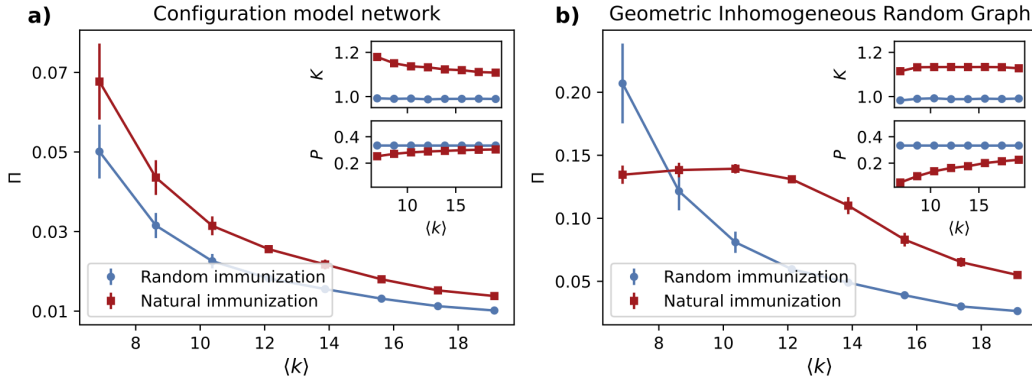 a) Configuration model network
0.07
0.05
0.03
0.01
Π
8 10 12 14 16 18
⟨k⟩
Random immunization
Natural immunization
1.2
1.0
K
0.4
0.2
P
10 15
⟨k⟩
b) Geometric Inhomogeneous Random Graph
0.20
0.15
0.10
0.05
Π
8 10 12 14 16 18
⟨k⟩
Random immunization
Natural immunization
1.2
1.0
K
0.4
0.2
P
10 15
⟨k⟩